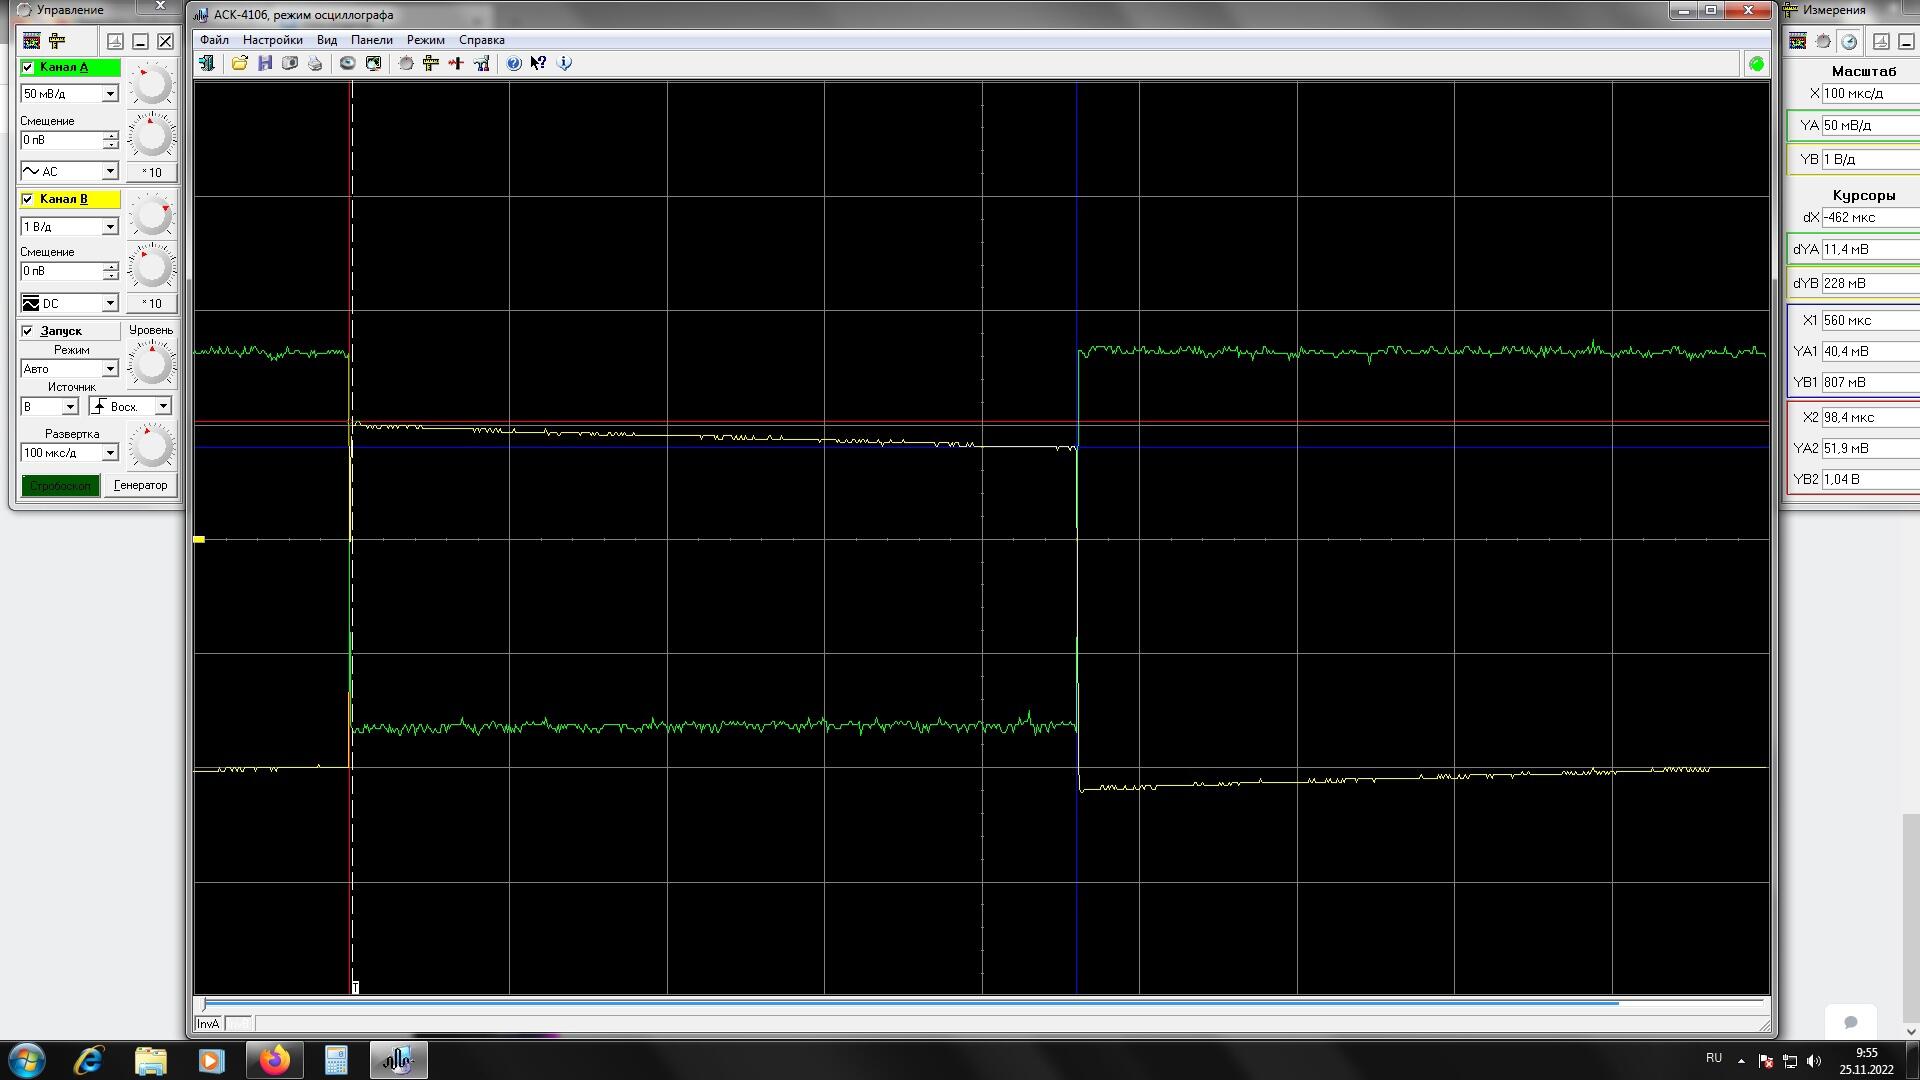 Управление
Канал A
50 мВ/д
Смещение
0 пВ
AC
*10
Канал B
1 В/д
Смещение
0 пВ
DC
*10
Запуск
Уровень
Режим
Авто
Источник
B
Восх.
Развертка
100 мкс/д
Стробоскоп
Генератор
АСК-4106, режим осциллографа
Файл Настройки Вид Панели Режим Справка
T
InvA
Измерения
Масштаб
X 100 мкс/д
YA 50 мВ/д
YB 1 В/д
Курсоры
dX -462 мкс
dYA 11,4 мВ
dYB 228 мВ
X1 560 мкс
YA1 40,4 мВ
YB1 807 мВ
X2 98,4 мкс
YA2 51,9 мВ
YB2 1,04 В
RU
9:55
25.11.2022